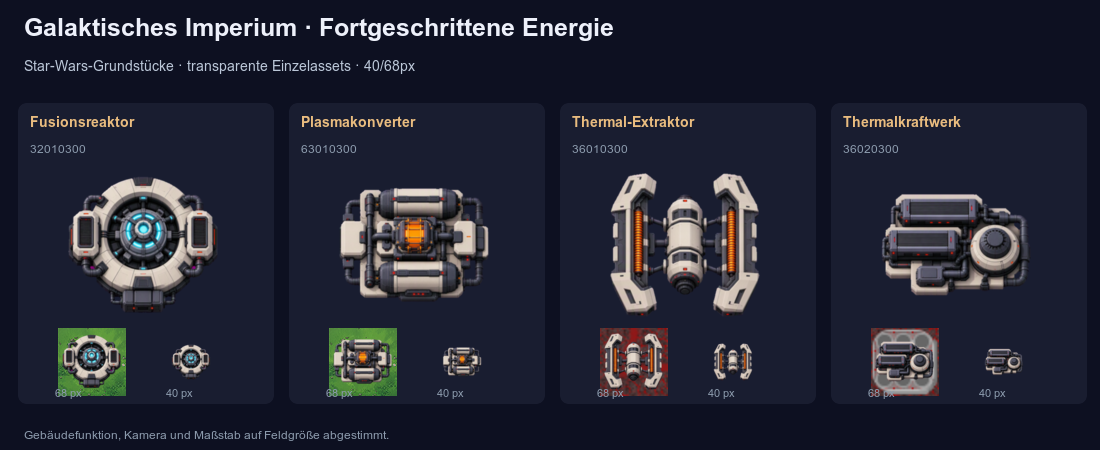 Galaktisches Imperium · Fortgeschrittene Energie
Star-Wars-Grundstücke · transparente Einzelassets · 40/68px
Fusionsreaktor
32010300
68 px
40 px
Plasmakonverter
63010300
68 px
40 px
Thermal-Extraktor
36010300
68 px
40 px
Thermalkraftwerk
36020300
68 px
40 px
Gebäudefunktion, Kamera und Maßstab auf Feldgröße abgestimmt.